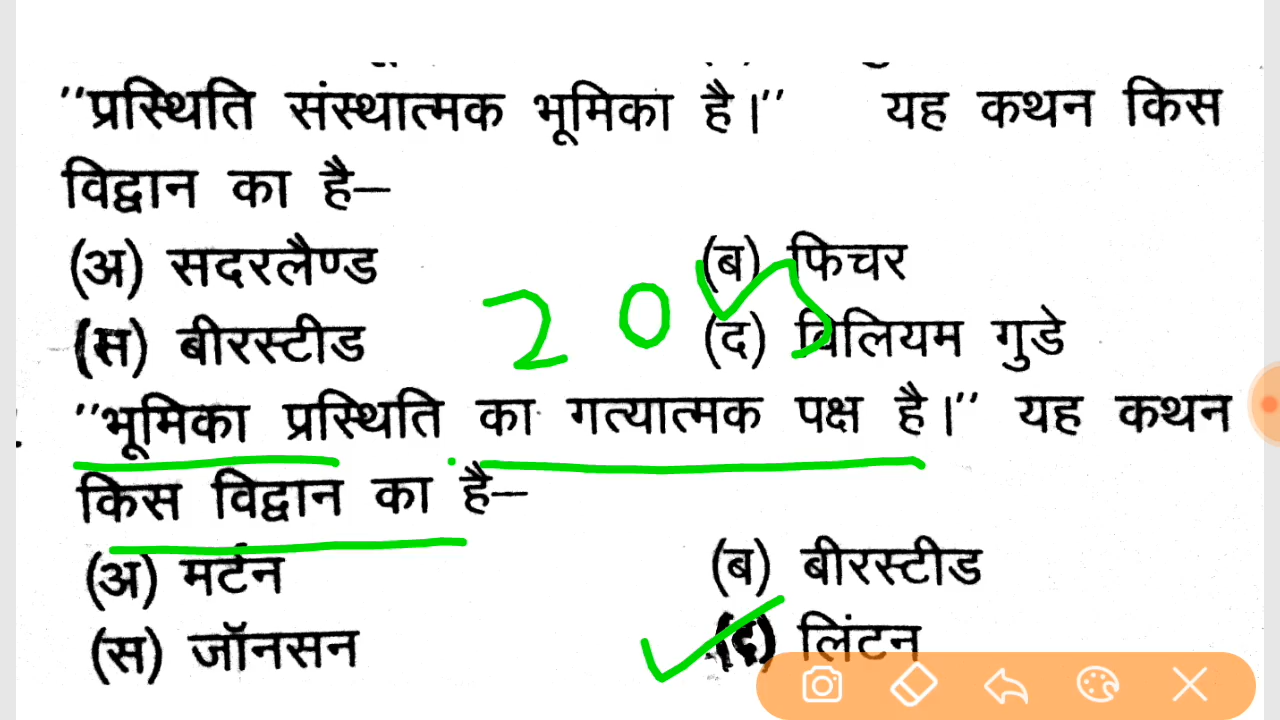 "प्रस्थिति संस्थात्मक भूमिका है।" यह कथन किस
विद्वान का है–
(अ) सदरलैण्ड (ब) फिचर
(स) बीरस्टीड (द) विलियम गुडे
205
"भूमिका प्रस्थिति का गत्यात्मक पक्ष है।" यह कथन
किस विद्वान का है–
(अ) मर्टन (ब) बीरस्टीड
(स) जॉनसन (द) लिंटन